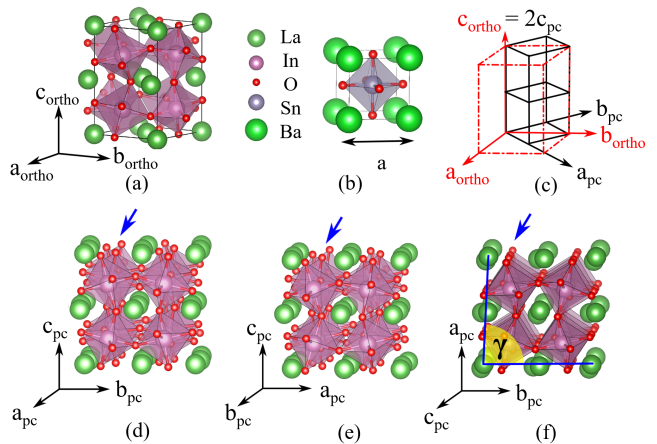 La
In
O
Sn
Ba
c_ortho
a_ortho
b_ortho
(a)
a
(b)
c_ortho = 2c_pc
b_pc
b_ortho
a_ortho
a_pc
(c)
c_pc
b_pc
a_pc
(d)
c_pc
a_pc
b_pc
(e)
a_pc
γ
b_pc
c_pc
(f)